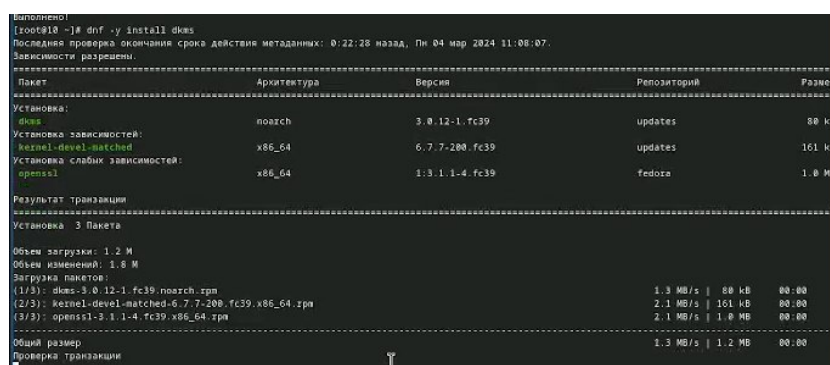 Выполнено!
[root@10 ~]# dnf -y install dkms
Последняя проверка окончания срока действия метаданных: 0:22:28 назад, Пн 04 мар 2024 11:08:07.
Зависимости разрешены.
Пакет Архитектура Версия Репозиторий Разме
Установка:
dkms noarch 3.0.12-1.fc39 updates 80 k
Установка зависимостей:
kernel-devel-matched x86_64 6.7.7-200.fc39 updates 161 k
Установка слабых зависимостей:
openssl x86_64 1:3.1.1-4.fc39 fedora 1.0 M
Результат транзакции
Установка 3 Пакета
Объем загрузки: 1.2 M
Объем изменений: 1.8 M
Загрузка пакетов:
(1/3): dkms-3.0.12-1.fc39.noarch.rpm 1.3 MB/s | 80 kB 00:00
(2/3): kernel-devel-matched-6.7.7-200.fc39.x86_64.rpm 2.1 MB/s | 161 kB 00:00
(3/3): openssl-3.1.1-4.fc39.x86_64.rpm 2.1 MB/s | 1.0 MB 00:00
Общий размер 1.3 MB/s | 1.2 MB 00:00
Проверка транзакции